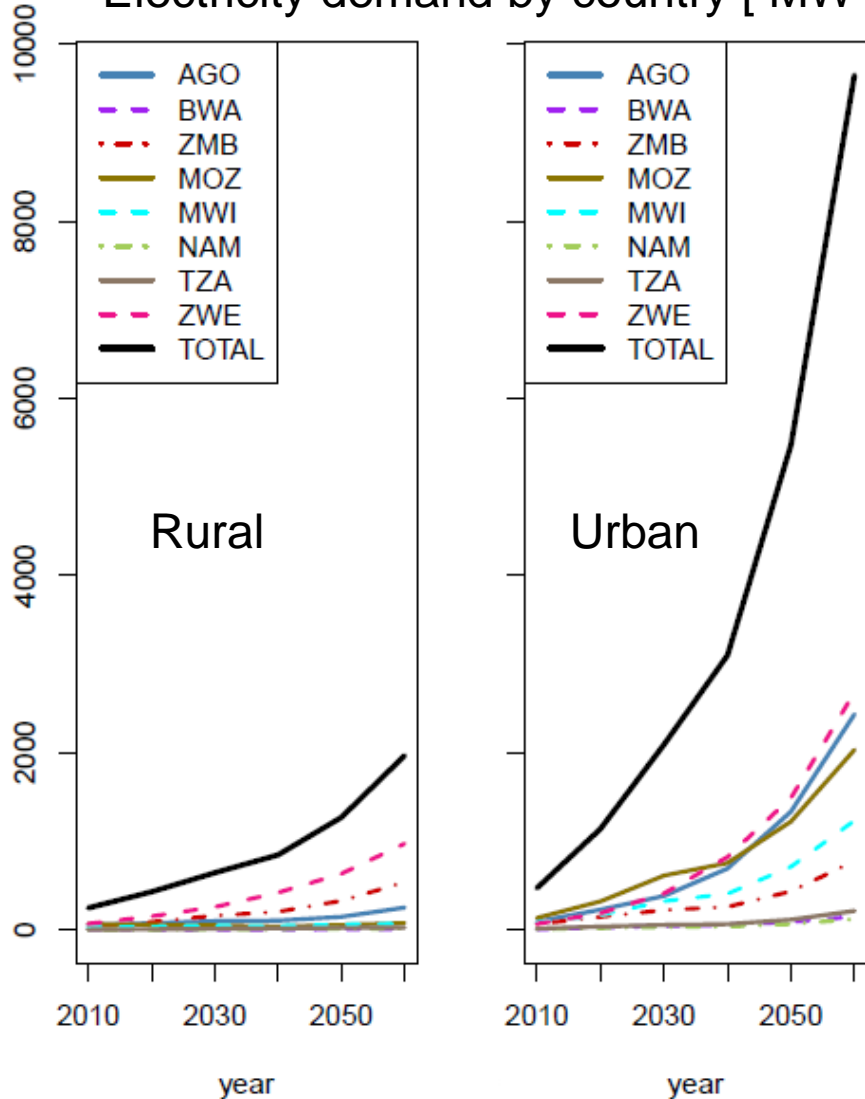 Electricity demand by country [ MW
10000
8000
6000
4000
2000
0
AGO
BWA
ZMB
MOZ
MWI
NAM
TZA
ZWE
TOTAL
Rural
2010 2030 2050
year
AGO
BWA
ZMB
MOZ
MWI
NAM
TZA
ZWE
TOTAL
Urban
2010 2030 2050
year